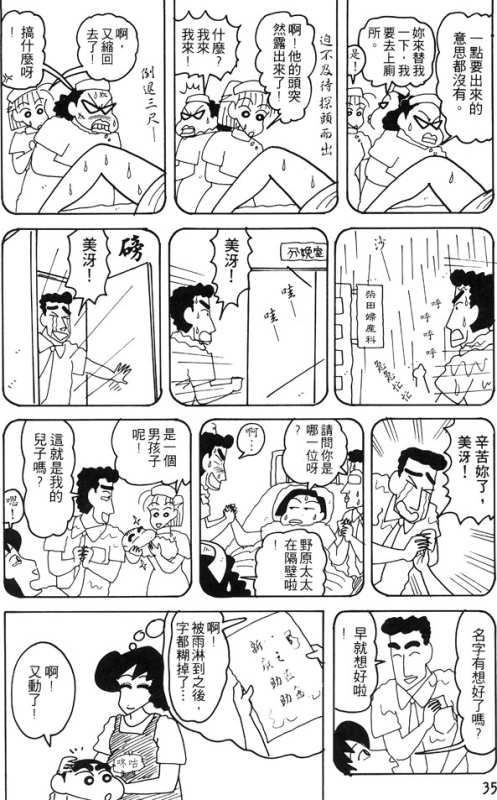 一點要出來的
意思都沒有。
妳來替我
一下，我
要去上廁
所。
是！
迫不及待探頭而出
啊！他的頭突
然露出來了！
什麼？
我來
我來！
啊，
又縮回
去了！
倒退三尺—
搞什麼呀
！
沙
柴田婦產科
呼
呼
呼
急急忙忙
分娩室
美冴！
哇
哇
磅
美冴！
辛苦妳了，
美冴！
請問你是
哪一位呀
？
啊…
野原太太
在隔壁啦
！
是一個
男孩子
呢！
這就是我的
兒子嗎？
嗯！
名字有想好了嗎？
早就想好啦
！
啊！
被雨淋到之後，
字都糊掉了…
啊！
又動了！
35